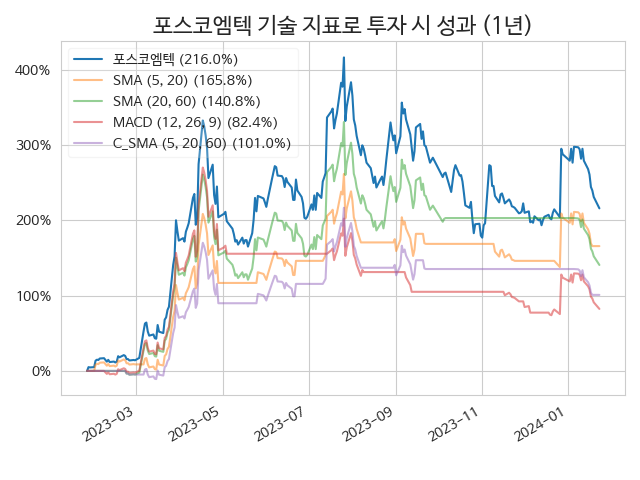 포스코엠텍 기술 지표로 투자 시 성과 (1년)
포스코엠텍 (216.0%)
SMA (5, 20) (165.8%)
SMA (20, 60) (140.8%)
MACD (12, 26, 9) (82.4%)
C_SMA (5, 20, 60) (101.0%)
400%
300%
200%
100%
0%
2023-03
2023-05
2023-07
2023-09
2023-11
2024-01